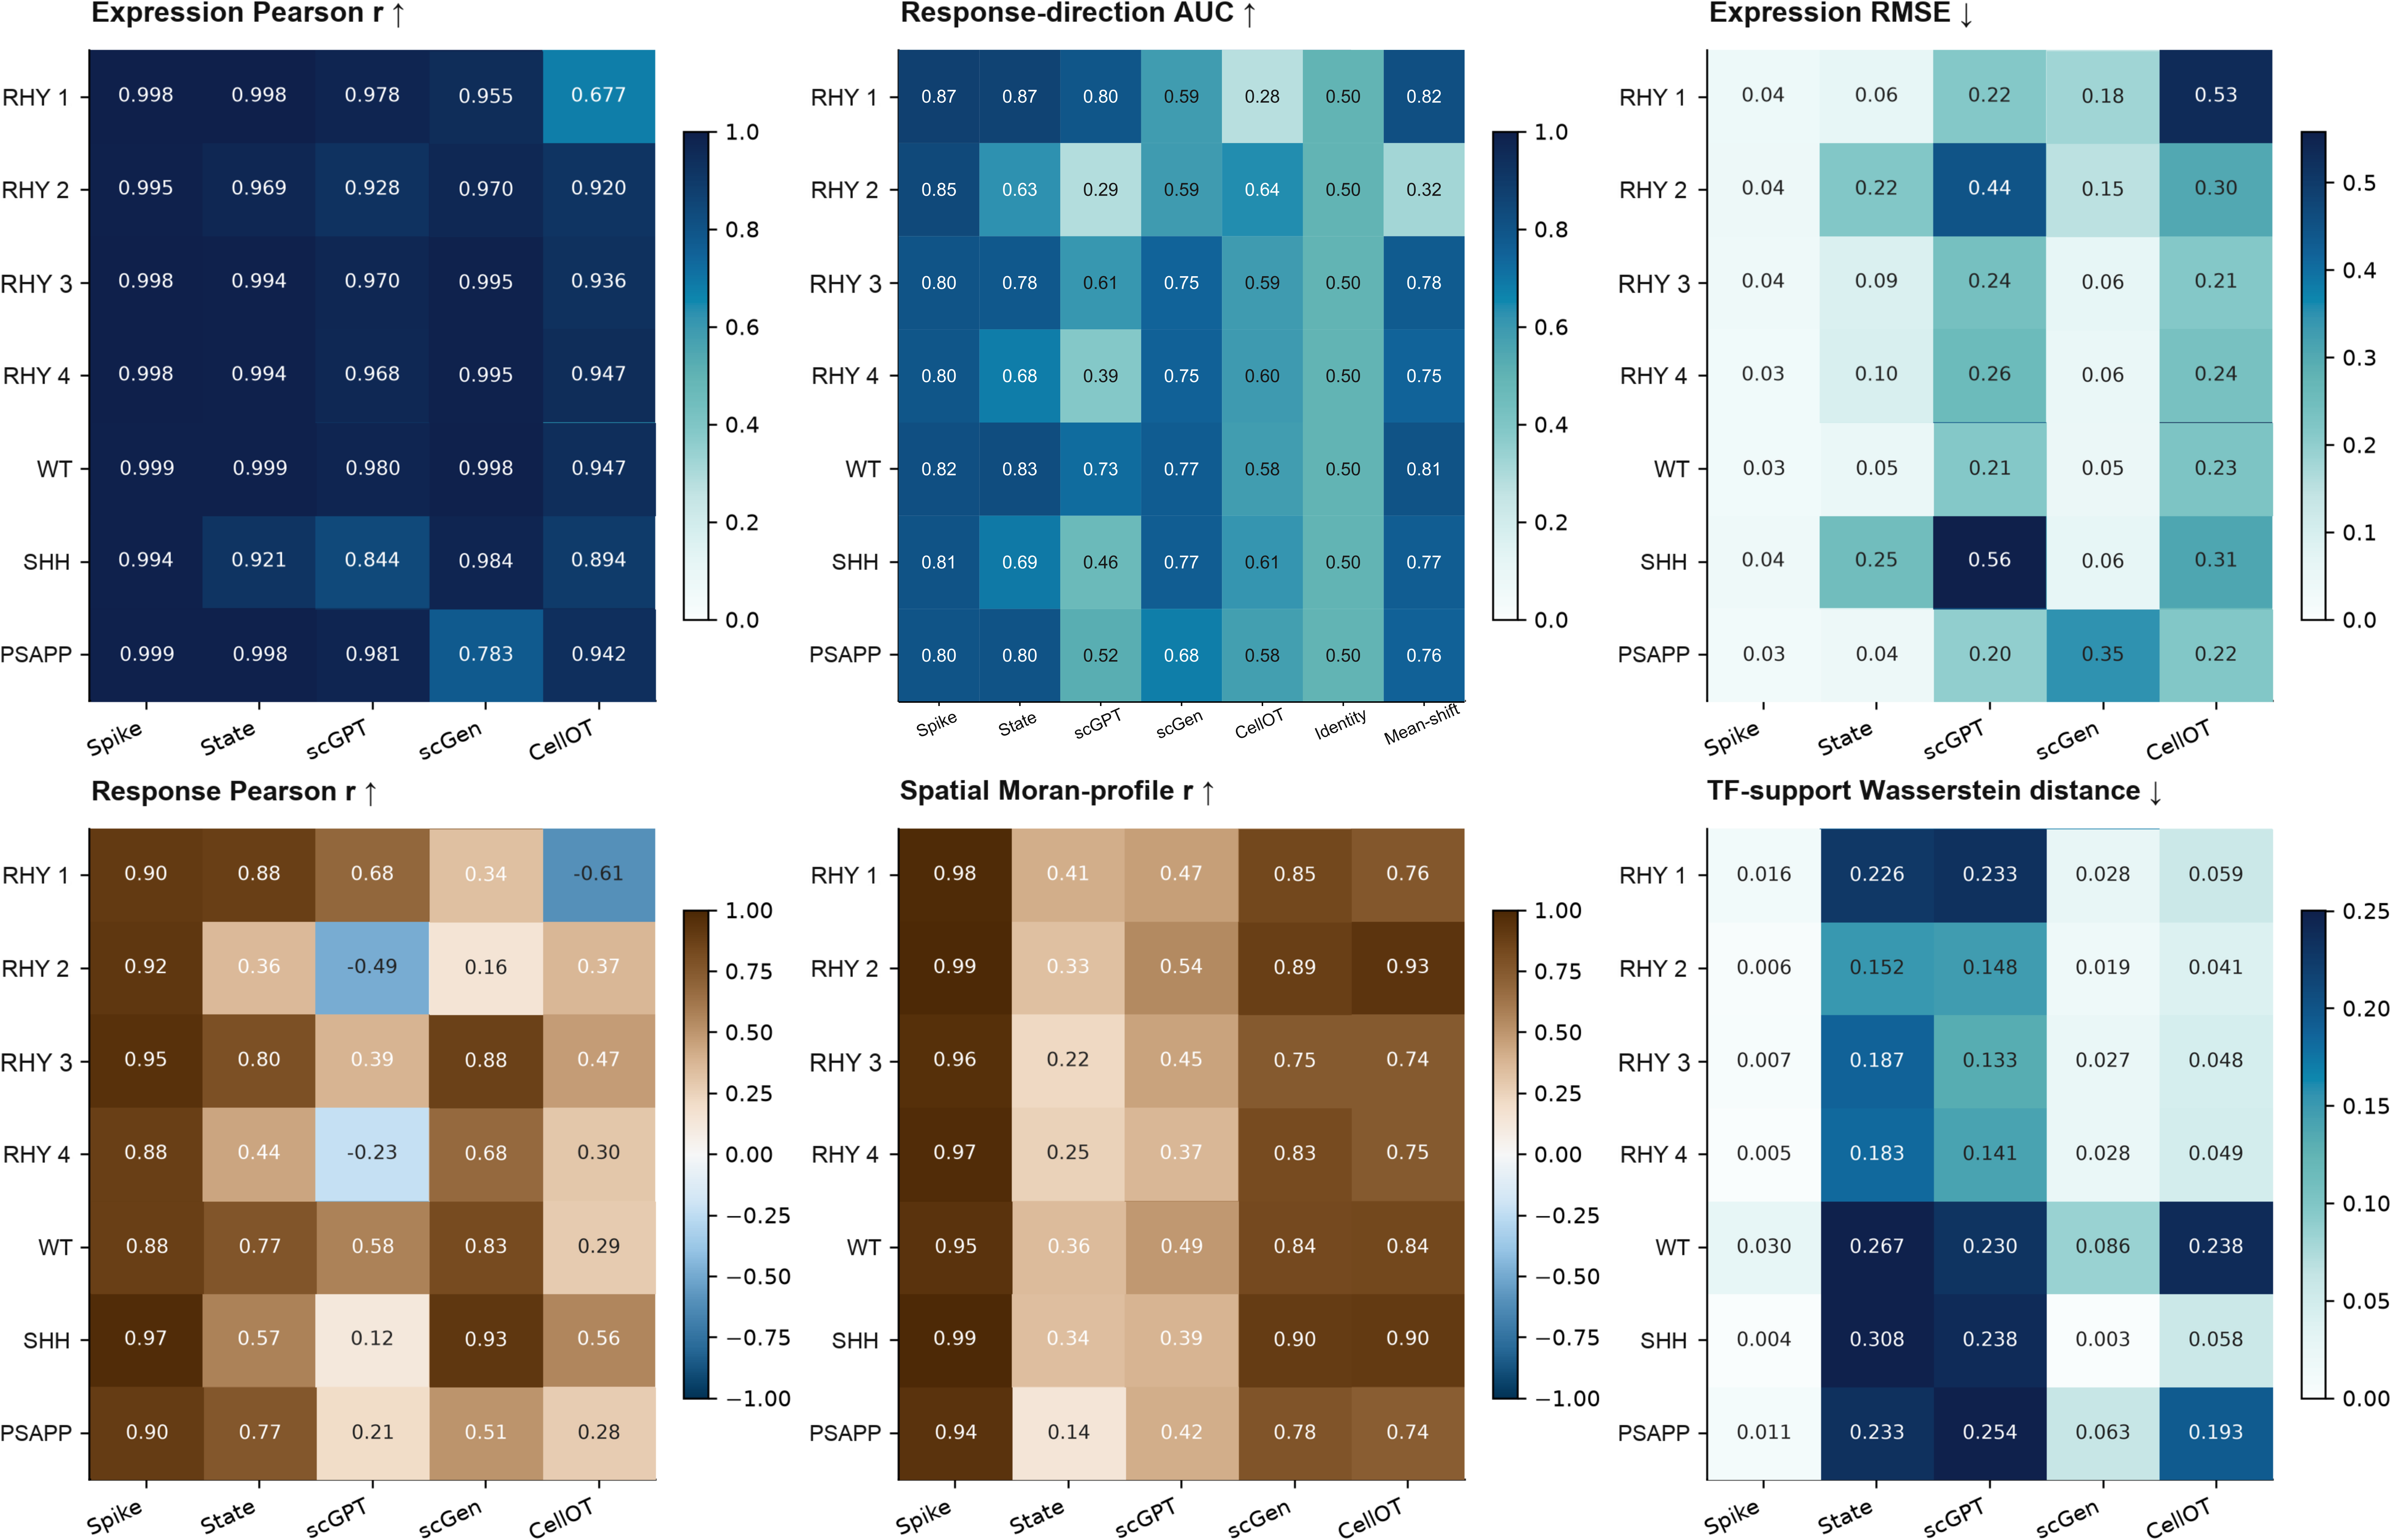 Expression Pearson r ↑
RHY 1 0.998 0.998 0.978 0.955 0.677
RHY 2 0.995 0.969 0.928 0.970 0.920
RHY 3 0.998 0.994 0.970 0.995 0.936
RHY 4 0.998 0.994 0.968 0.995 0.947
WT 0.999 0.999 0.980 0.998 0.947
SHH 0.994 0.921 0.844 0.984 0.894
PSAPP 0.999 0.998 0.981 0.783 0.942
Spike State scGPT scGen CellOT
1.0
0.8
0.6
0.4
0.2
0.0
Response-direction AUC ↑
RHY 1 0.87 0.87 0.80 0.59 0.28 0.50 0.82
RHY 2 0.85 0.63 0.29 0.59 0.64 0.50 0.32
RHY 3 0.80 0.78 0.61 0.75 0.59 0.50 0.78
RHY 4 0.80 0.68 0.39 0.75 0.60 0.50 0.75
WT 0.82 0.83 0.73 0.77 0.58 0.50 0.81
SHH 0.81 0.69 0.46 0.77 0.61 0.50 0.77
PSAPP 0.80 0.80 0.52 0.68 0.58 0.50 0.76
Spike State scGPT scGen CellOT Identity Mean-shift
1.0
0.8
0.6
0.4
0.2
0.0
Expression RMSE ↓
RHY 1 0.04 0.06 0.22 0.18 0.53
RHY 2 0.04 0.22 0.44 0.15 0.30
RHY 3 0.04 0.09 0.24 0.06 0.21
RHY 4 0.03 0.10 0.26 0.06 0.24
WT 0.03 0.05 0.21 0.05 0.23
SHH 0.04 0.25 0.56 0.06 0.31
PSAPP 0.03 0.04 0.20 0.35 0.22
Spike State scGPT scGen CellOT
0.5
0.4
0.3
0.2
0.1
0.0
Response Pearson r ↑
RHY 1 0.90 0.88 0.68 0.34 -0.61
RHY 2 0.92 0.36 -0.49 0.16 0.37
RHY 3 0.95 0.80 0.39 0.88 0.47
RHY 4 0.88 0.44 -0.23 0.68 0.30
WT 0.88 0.77 0.58 0.83 0.29
SHH 0.97 0.57 0.12 0.93 0.56
PSAPP 0.90 0.77 0.21 0.51 0.28
Spike State scGPT scGen CellOT
1.00
0.75
0.50
0.25
0.00
−0.25
−0.50
−0.75
−1.00
Spatial Moran-profile r ↑
RHY 1 0.98 0.41 0.47 0.85 0.76
RHY 2 0.99 0.33 0.54 0.89 0.93
RHY 3 0.96 0.22 0.45 0.75 0.74
RHY 4 0.97 0.25 0.37 0.83 0.75
WT 0.95 0.36 0.49 0.84 0.84
SHH 0.99 0.34 0.39 0.90 0.90
PSAPP 0.94 0.14 0.42 0.78 0.74
Spike State scGPT scGen CellOT
1.00
0.75
0.50
0.25
0.00
−0.25
−0.50
−0.75
−1.00
TF-support Wasserstein distance ↓
RHY 1 0.016 0.226 0.233 0.028 0.059
RHY 2 0.006 0.152 0.148 0.019 0.041
RHY 3 0.007 0.187 0.133 0.027 0.048
RHY 4 0.005 0.183 0.141 0.028 0.049
WT 0.030 0.267 0.230 0.086 0.238
SHH 0.004 0.308 0.238 0.003 0.058
PSAPP 0.011 0.233 0.254 0.063 0.193
Spike State scGPT scGen CellOT
0.25
0.20
0.15
0.10
0.05
0.00